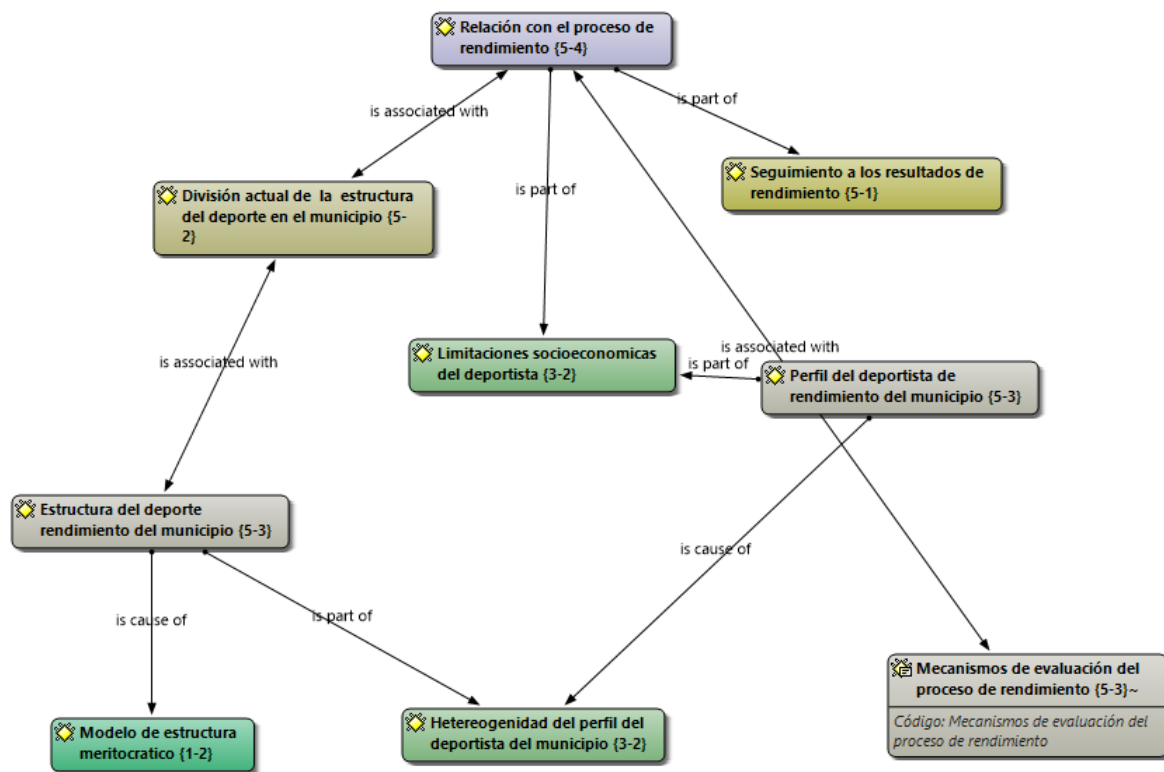 Relación con el proceso de
rendimiento {5-4}
is associated with
is part of
is part of
Seguimiento a los resultados de
rendimiento {5-1}
División actual de la estructura
del deporte en el municipio {5-
2}
is associated with
Limitaciones socioeconomicas
del deportista {3-2}
is associated with
is part of
Perfil del deportista de
rendimiento del municipio {5-3}
Estructura del deporte
rendimiento del municipio {5-3}
is cause of
is part of
is cause of
Mecanismos de evaluación del
proceso de rendimiento {5-3}~
Código: Mecanismos de evaluación del
proceso de rendimiento
Modelo de estructura
meritocratico {1-2}
Hetereogenidad del perfil del
deportista del municipio {3-2}